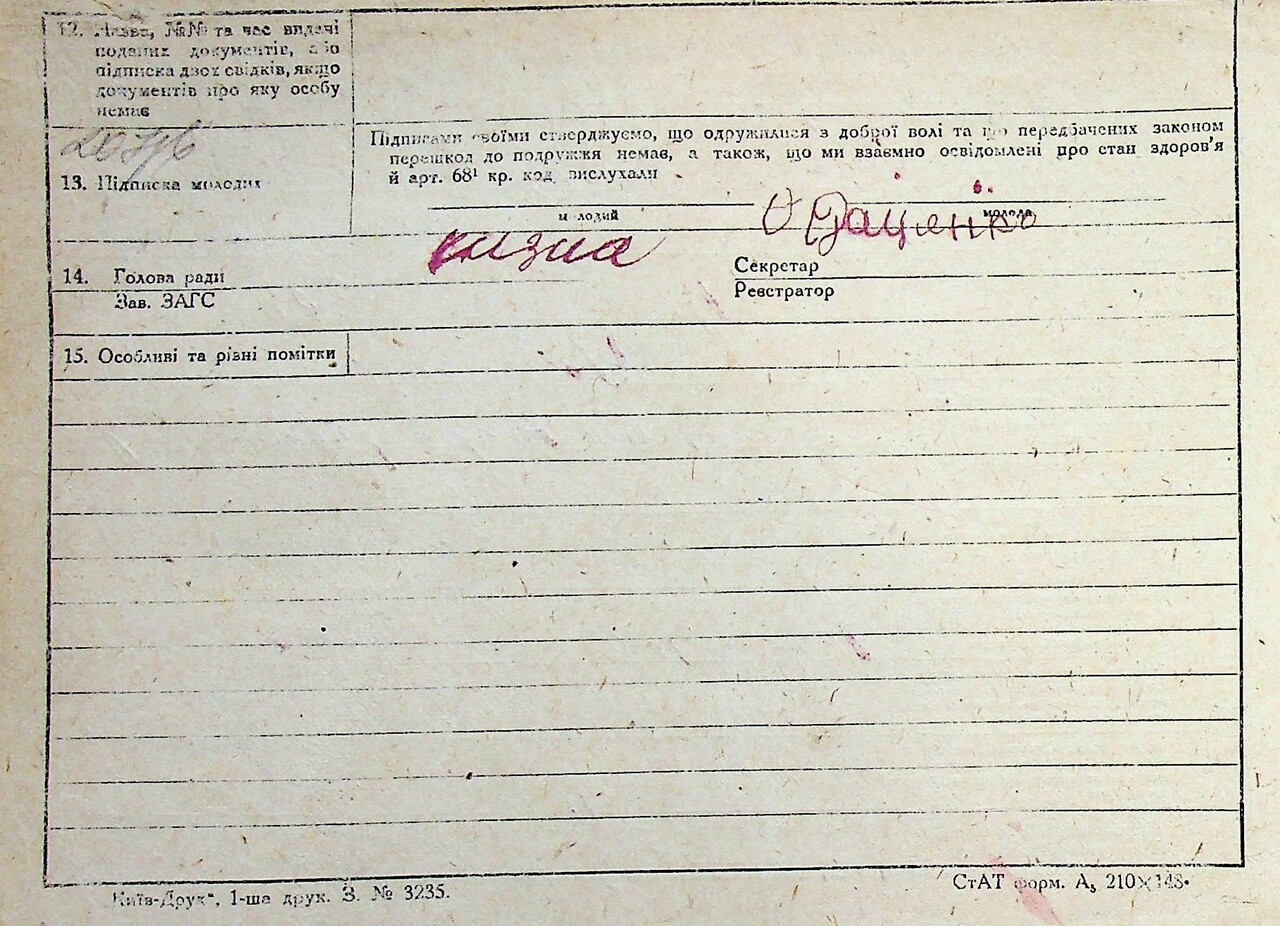 12. Назва, №№ та час видачі
поданих документів, або
підписка двох свідків, якщо
документів про яку особу
немає
Підписами своїми стверджуємо, що одружилися з доброї волі та що передбачених законом
перешкод до подружжя немає, а також, що ми взаємно освідомлені про стан здоров'я
й арт. 68¹ кр. код. вислухали
13. Підписка молодих
молодий
молода
кизиа
О Даценко
14. Голова ради
Зав. ЗАГС
Секретар
Реєстратор
15. Особливі та різні помітки
„Київ-Друк", 1-ша друк. З. № 3235.
СтАТ форм. А₅ 210×148.